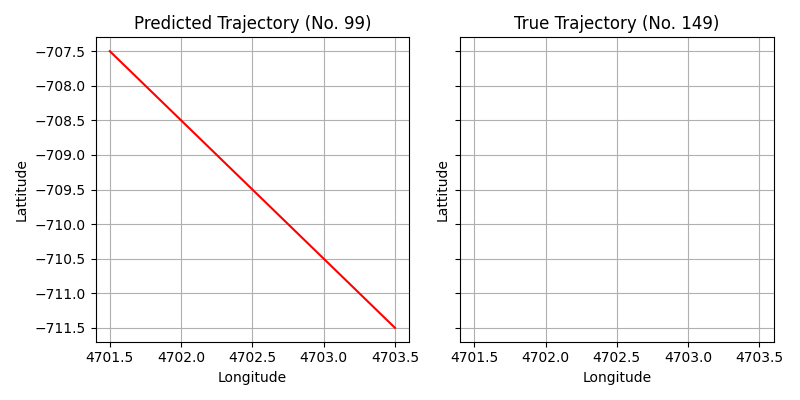 Predicted Trajectory (No. 99)
True Trajectory (No. 149)
−707.5
−708.0
−708.5
−709.0
−709.5
−710.0
−710.5
−711.0
−711.5
Lattitude
Lattitude
4701.5 4702.0 4702.5 4703.0 4703.5
4701.5 4702.0 4702.5 4703.0 4703.5
Longitude
Longitude